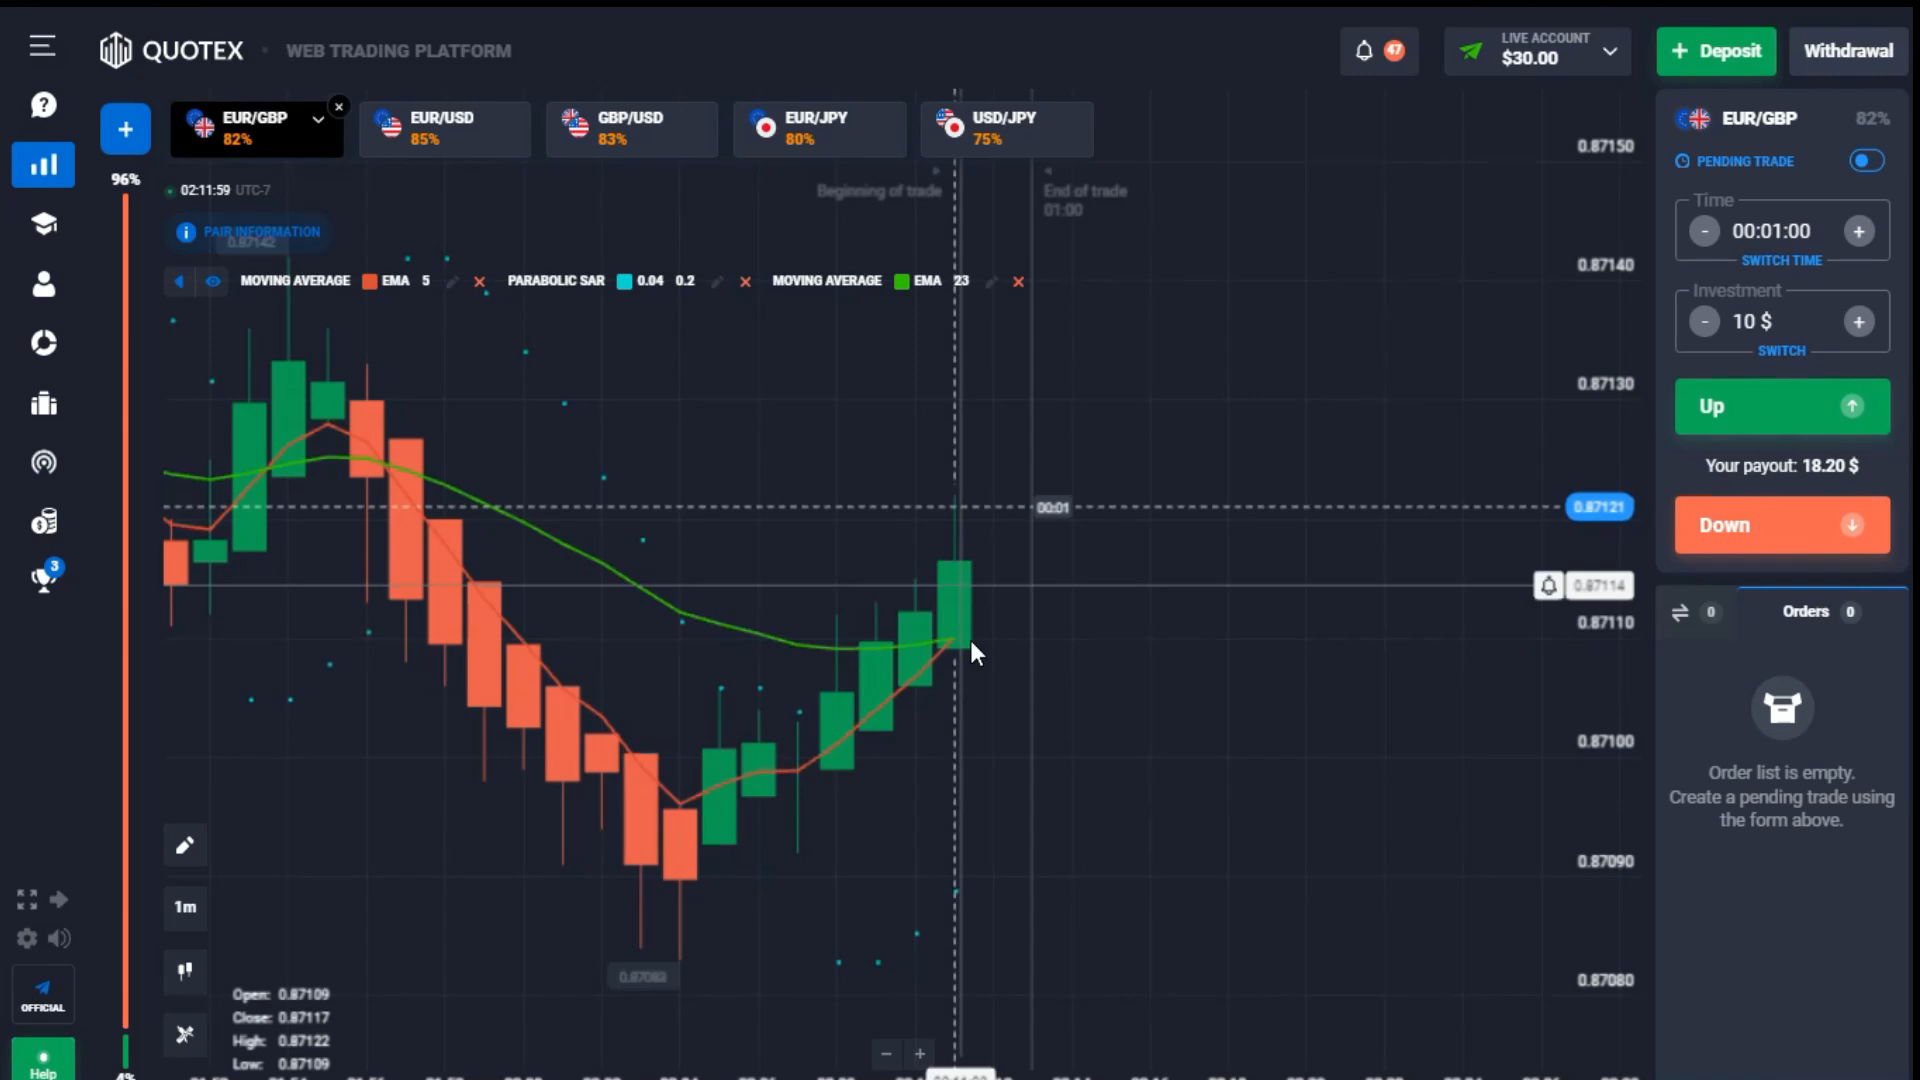 QUOTEX
WEB TRADING PLATFORM
47
LIVE ACCOUNT
$30.00
+ Deposit
Withdrawal
EUR/GBP
82%
EUR/USD
85%
GBP/USD
83%
EUR/JPY
80%
USD/JPY
75%
96%
02:11:59 UTC-7
PAIR INFORMATION
0.87142
Beginning of trade
End of trade
01:00
MOVING AVERAGE EMA 5
PARABOLIC SAR 0.04 0.2
MOVING AVERAGE EMA 23
0.87150
0.87140
0.87130
00:01
0.87121
0.87114
0.87110
0.87100
0.87090
0.87080
EUR/GBP 82%
PENDING TRADE
Time
- 00:01:00 +
SWITCH TIME
Investment
- 10 $ +
SWITCH
Up
Your payout: 18.20 $
Down
0
Orders 0
Order list is empty.
Create a pending trade using
the form above.
3
1m
Open: 0.87109
Close: 0.87117
High: 0.87122
Low: 0.87109
OFFICIAL
Help
4%